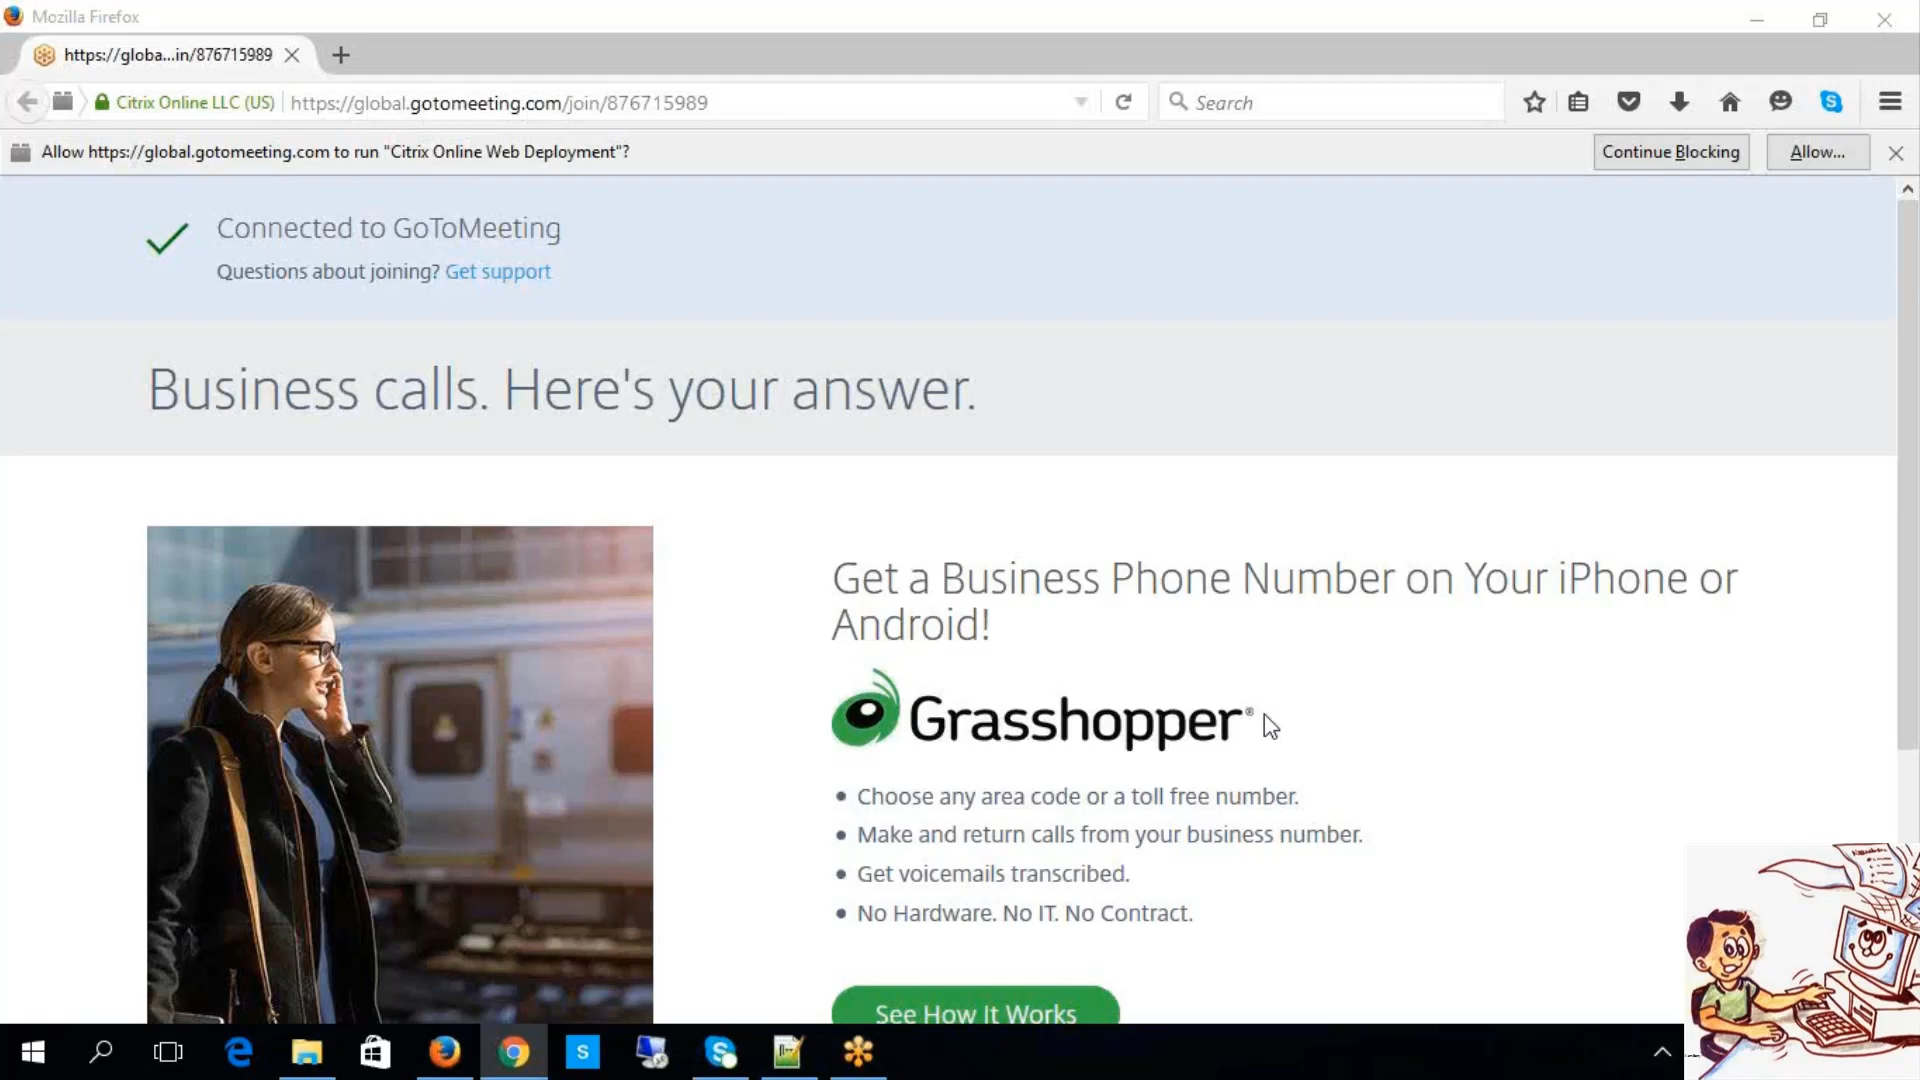 Mozilla Firefox
https://globa...in/876715989
Citrix Online LLC (US)
https://global.gotomeeting.com/join/876715989
Search
Allow https://global.gotomeeting.com to run "Citrix Online Web Deployment"?
Continue Blocking
Allow...
Connected to GoToMeeting
Questions about joining? Get support
Business calls. Here's your answer.
Get a Business Phone Number on Your iPhone or
Android!
Grasshopper®
• Choose any area code or a toll free number.
• Make and return calls from your business number.
• Get voicemails transcribed.
• No Hardware. No IT. No Contract.
See How It Works